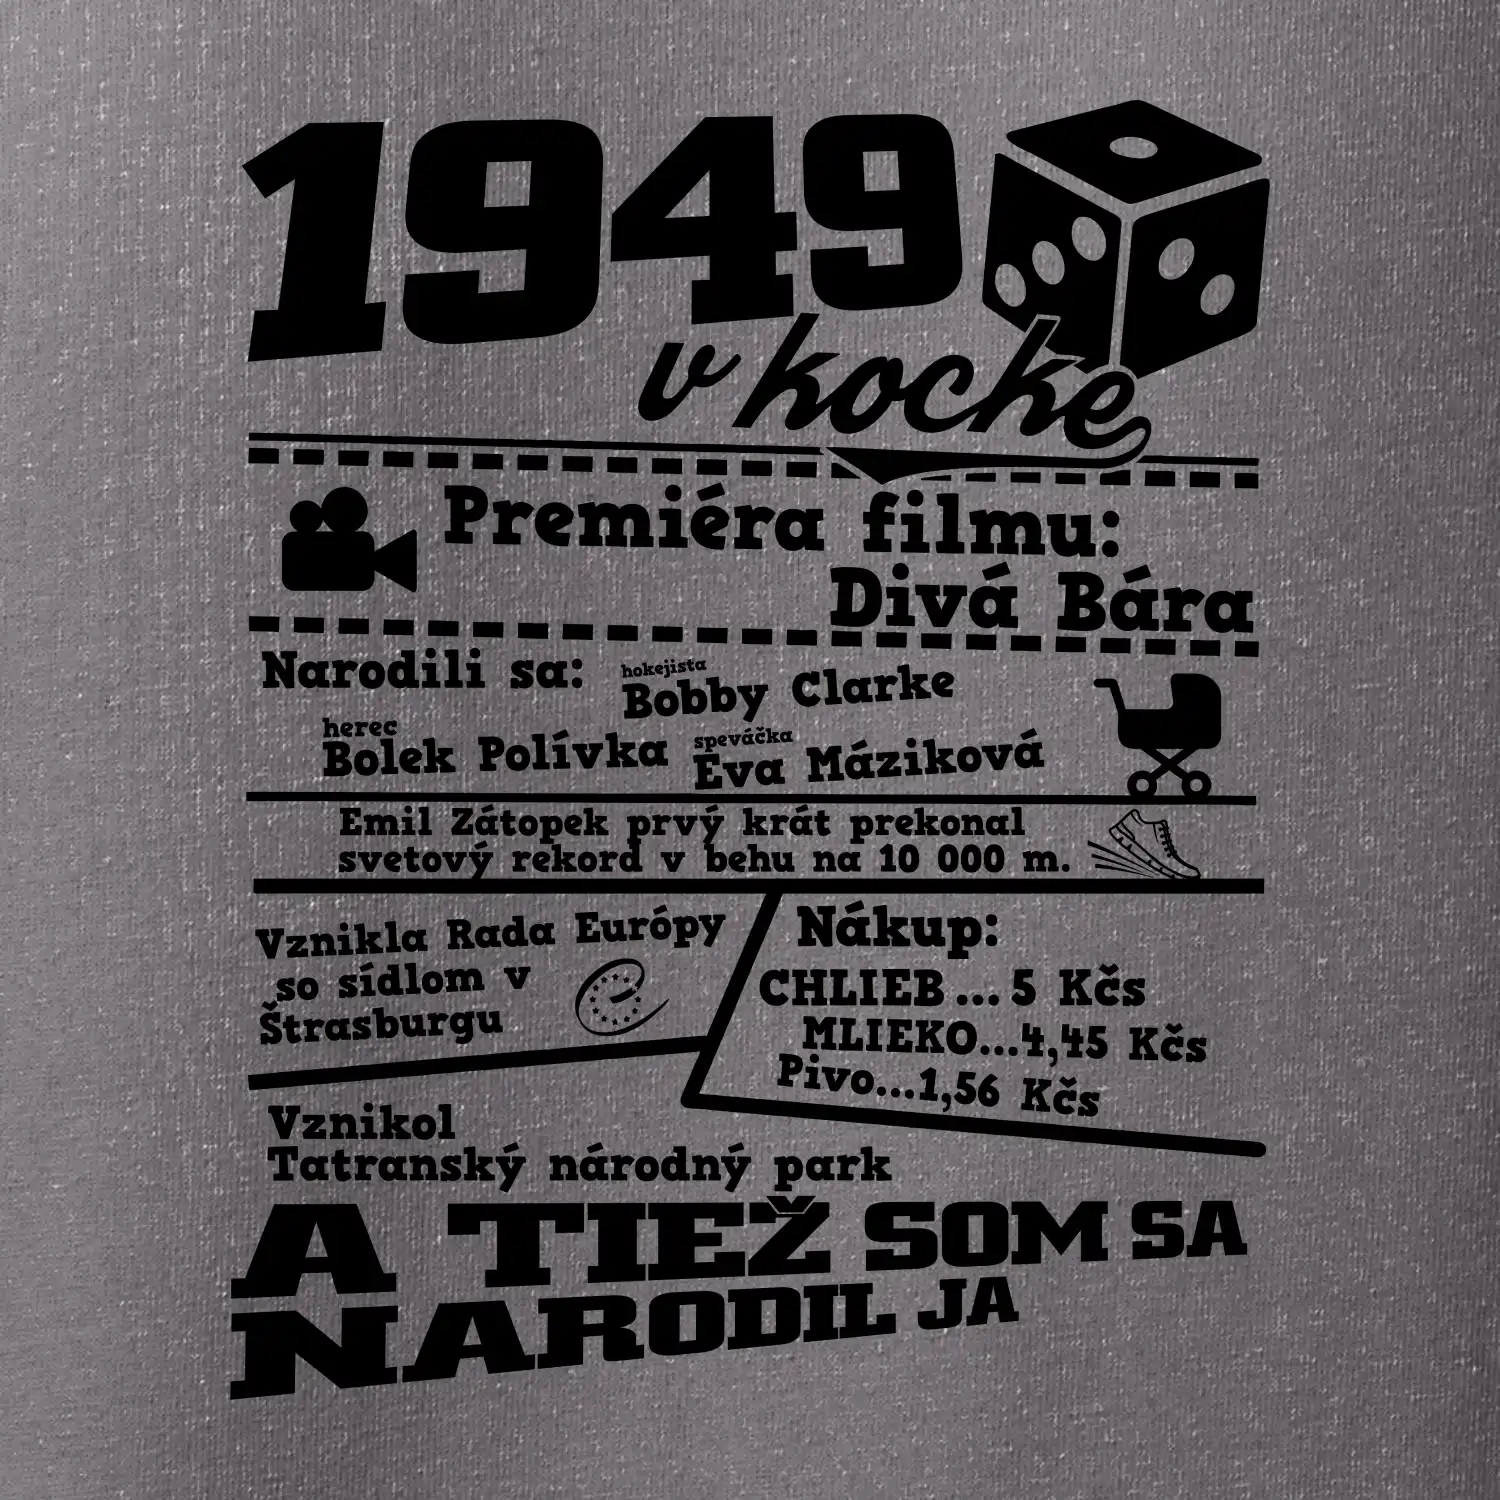 1949
v kocke
Premiéra filmu:
Divá Bára
Narodili sa:
hokejista
Bobby Clarke
herec
Bolek Polívka
speváčka
Eva Máziková
Emil Zátopek prvý krát prekonal
svetový rekord v behu na 10 000 m.
Vznikla Rada Európy
so sídlom v
Štrasburgu
Nákup:
CHLIEB... 5 Kčs
MLIEKO...4,45 Kčs
Pivo...1,56 Kčs
Vznikol
Tatranský národný park
A TIEŽ SOM SA
NARODIL JA